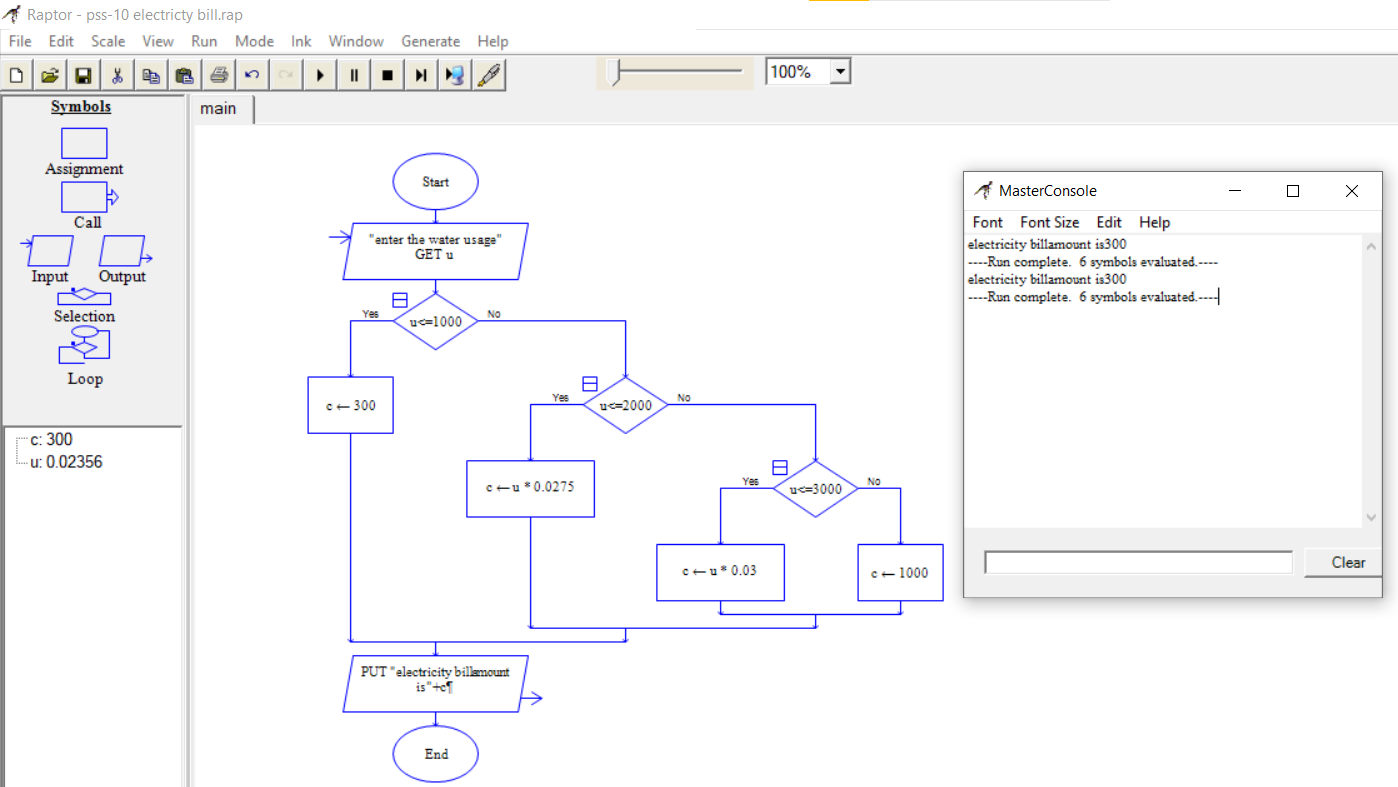 Raptor - pss-10 electricty bill.rap
File Edit Scale View Run Mode Ink Window Generate Help
100%
Symbols
Assignment
Call
Input Output
Selection
Loop
c: 300
u: 0.02356
main
Start
"enter the water usage"
GET u
Yes u<=1000 No
c ← 300
Yes u<=2000 No
c ← u * 0.0275
Yes u<=3000 No
c ← u * 0.03
c ← 1000
PUT "electricity billamount
is"+c¶
End
MasterConsole
Font Font Size Edit Help
electricity billamount is300
----Run complete.  6 symbols evaluated.----
electricity billamount is300
----Run complete.  6 symbols evaluated.----
Clear